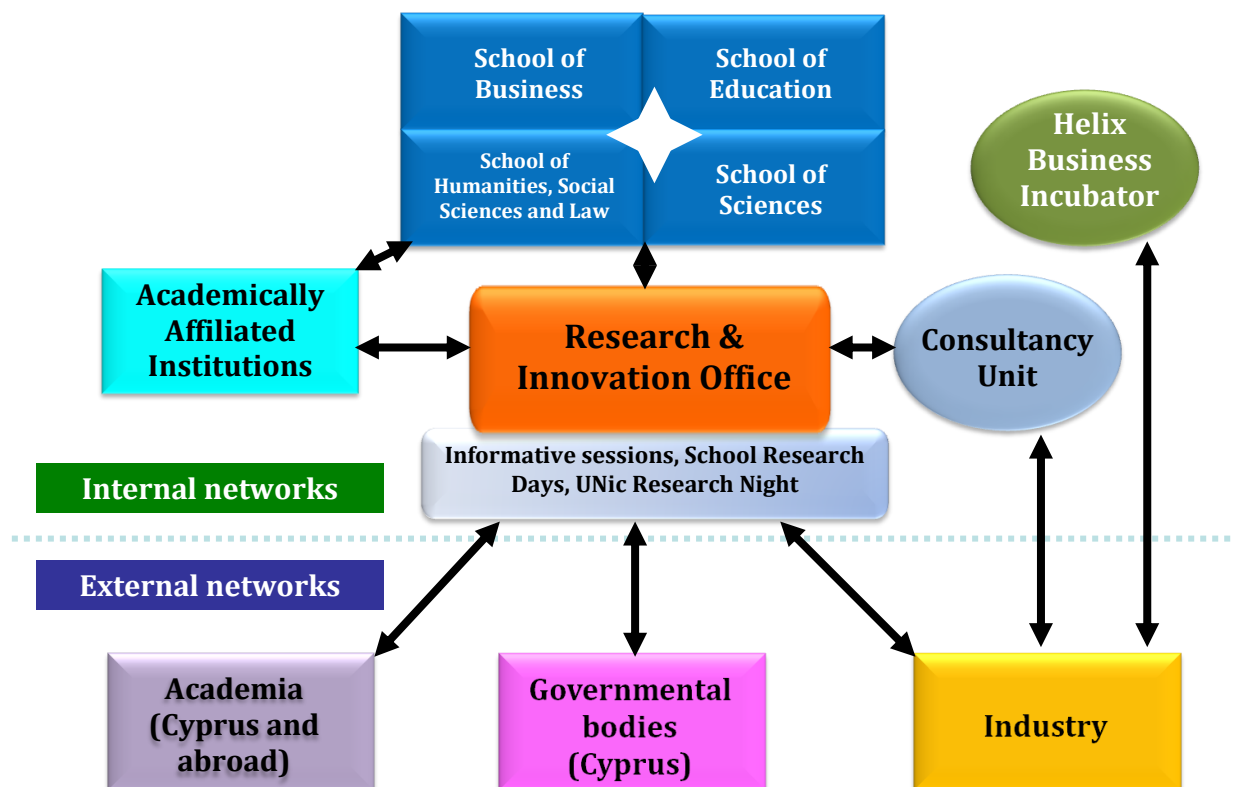 School of
Business
School of
Education
School of
Humanities, Social
Sciences and Law
School of
Sciences
Helix
Business
Incubator
Academically
Affiliated
Institutions
Research &
Innovation Office
Consultancy
Unit
Informative sessions, School Research
Days, UNic Research Night
Internal networks
External networks
Academia
(Cyprus and
abroad)
Governmental
bodies
(Cyprus)
Industry